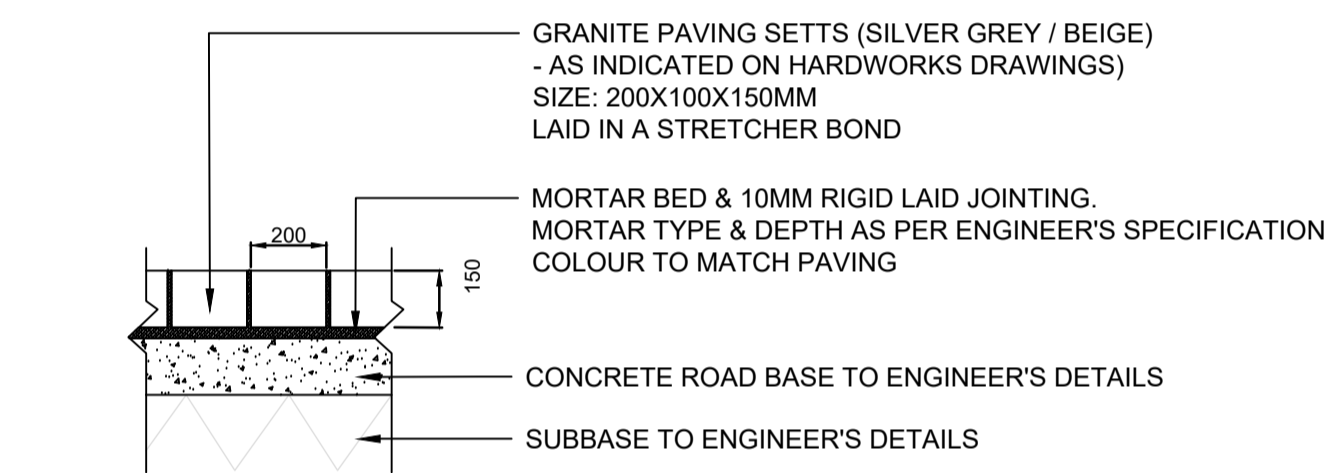 GRANITE PAVING SETTS (SILVER GREY / BEIGE)
- AS INDICATED ON HARDWORKS DRAWINGS)
SIZE: 200X100X150MM
LAID IN A STRETCHER BOND
MORTAR BED & 10MM RIGID LAID JOINTING.
MORTAR TYPE & DEPTH AS PER ENGINEER'S SPECIFICATION
COLOUR TO MATCH PAVING
200
150
CONCRETE ROAD BASE TO ENGINEER'S DETAILS
SUBBASE TO ENGINEER'S DETAILS